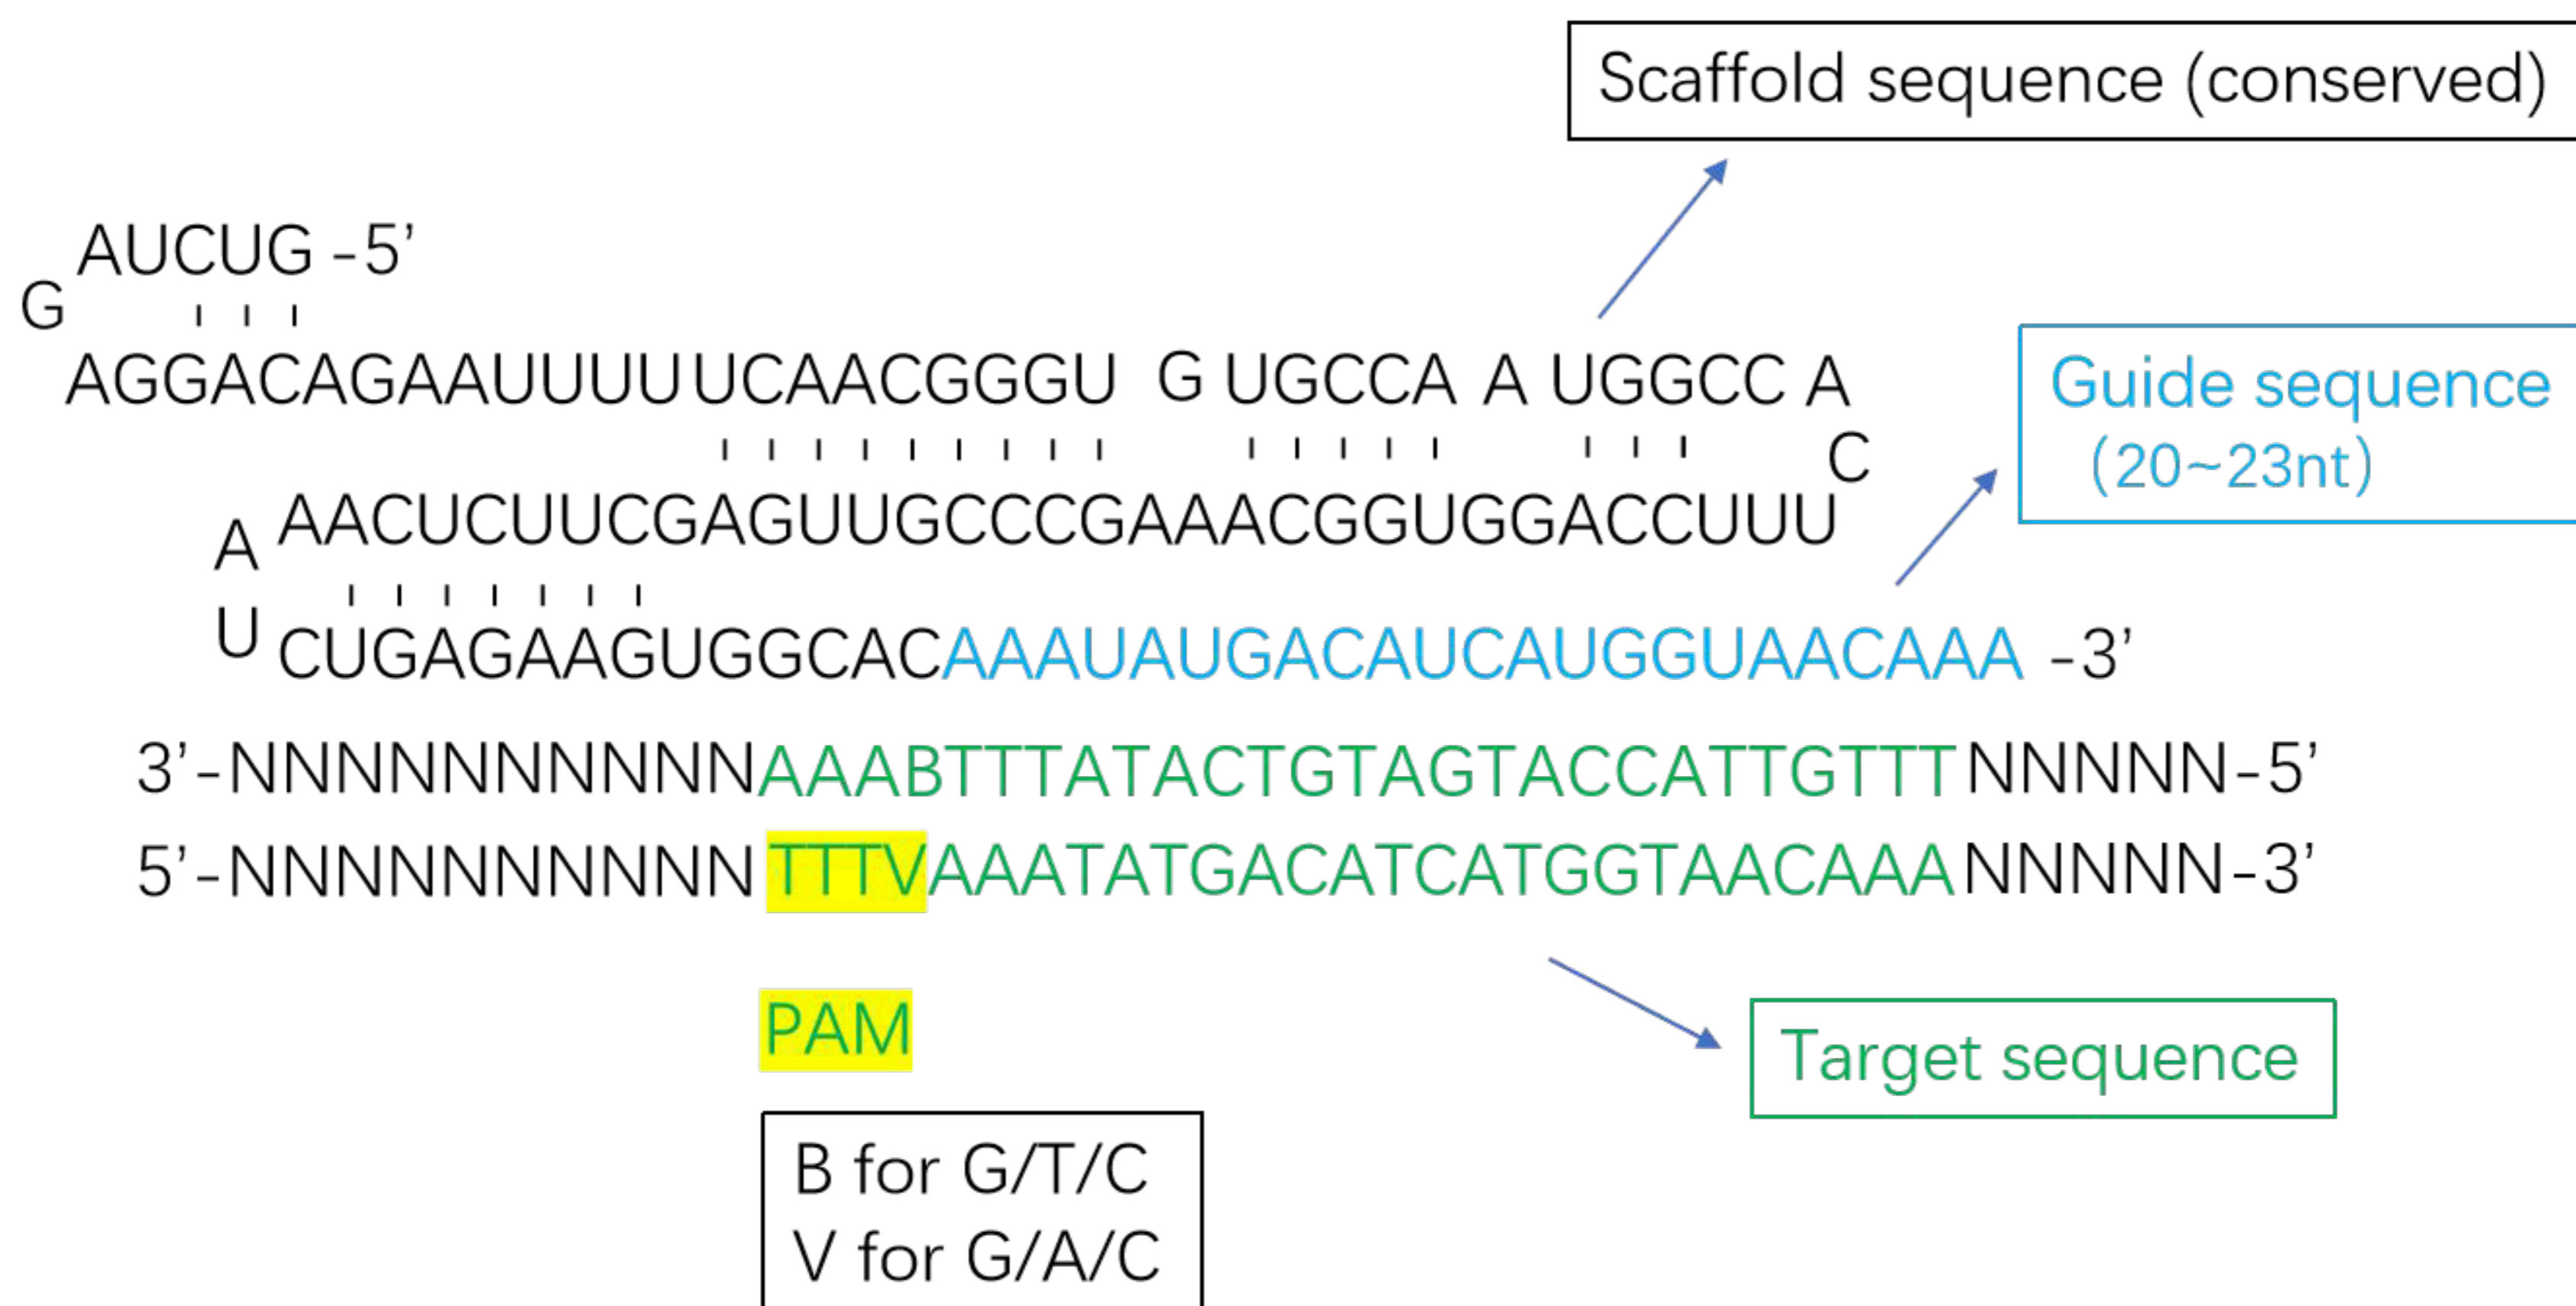 Scaffold sequence (conserved)
AUCUG -5’
G
AGGACAGAAUUUUUCAACGGGU G UGCCA A UGGCC A
C
Guide sequence
(20~23nt)
AACUCUUCGAGUUGCCCGAAACGGUGGACCUUU
A
U
CUGAGAAGUGGCACAAAUAUGACAUCAUGGUAACAAA -3’
3’-NNNNNNNNNNAAABTTTATACTGTAGTACCATTGTTTNNNNN-5’
5’-NNNNNNNNNNTTTVAAATATGACATCATGGTAACAAANNNNN-3’
PAM
Target sequence
B for G/T/C
V for G/A/C